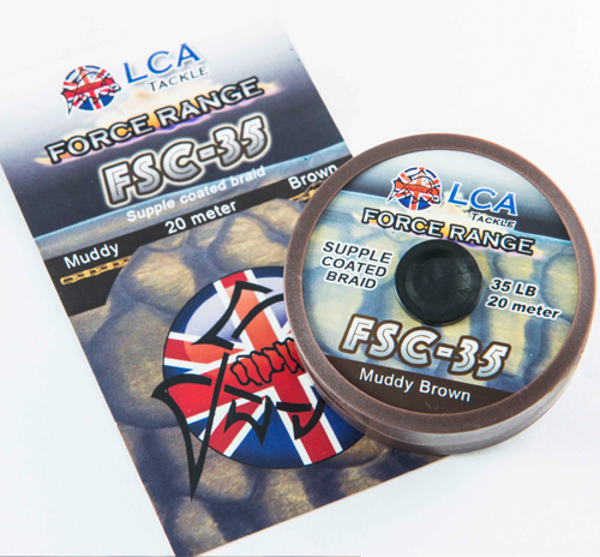 LCA
TACKLE
FORCE RANGE
FSC-35
Supple coated braid
20 meter
Muddy
Brown
LCA
TACKLE
FORCE RANGE
SUPPLE
COATED
BRAID
35 LB
20 meter
FSC-35
Muddy Brown